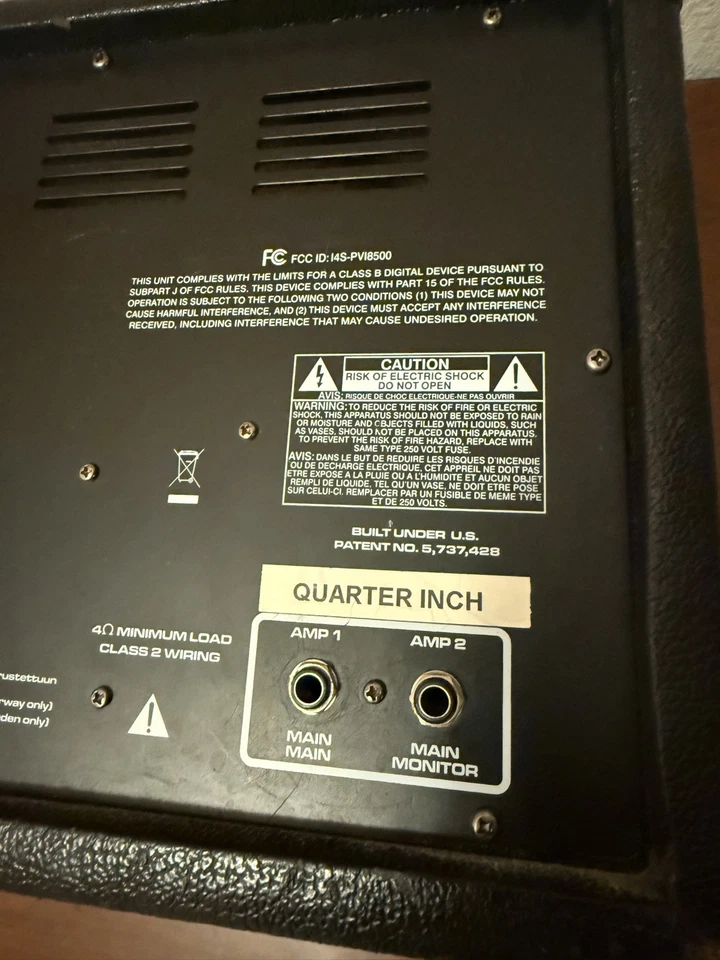 FC FCC ID: I4S-PVI8500
THIS UNIT COMPLIES WITH THE LIMITS FOR A CLASS B DIGITAL DEVICE PURSUANT TO
SUBPART J OF FCC RULES. THIS DEVICE COMPLIES WITH PART 15 OF THE FCC RULES.
OPERATION IS SUBJECT TO THE FOLLOWING TWO CONDITIONS (1) THIS DEVICE MAY NOT
CAUSE HARMFUL INTERFERENCE, AND (2) THIS DEVICE MUST ACCEPT ANY INTERFERENCE
RECEIVED, INCLUDING INTERFERENCE THAT MAY CAUSE UNDESIRED OPERATION.
CAUTION
RISK OF ELECTRIC SHOCK
DO NOT OPEN
AVIS: RISQUE DE CHOC ELECTRIQUE-NE PAS OUVRIR
WARNING: TO REDUCE THE RISK OF FIRE OR ELECTRIC
SHOCK, THIS APPARATUS SHOULD NOT BE EXPOSED TO RAIN
OR MOISTURE AND OBJECTS FILLED WITH LIQUIDS, SUCH
AS VASES, SHOULD NOT BE PLACED ON THIS APPARATUS.
TO PREVENT THE RISK OF FIRE HAZARD, REPLACE WITH
SAME TYPE 250 VOLT FUSE.
AVIS: DANS LE BUT DE REDUIRE LES RISQUES D'INCENDIE
OU DE DECHARGE ELECTRIQUE, CET APPREIL NE DOIT PAS
ETRE EXPOSE A LA PLUIE OU A L'HUMIDITE ET AUCUN OBJET
REMPLI DE LIQUIDE, TEL QU'UN VASE, NE DOIT ETRE POSE
SUR CELUI-CI. REMPLACER PAR UN FUSIBLE DE MEME TYPE
ET DE 250 VOLTS.
BUILT UNDER U.S.
PATENT NO. 5,737,428
QUARTER INCH
4Ω MINIMUM LOAD
CLASS 2 WIRING
AMP 1
AMP 2
MAIN
MAIN
MAIN
MONITOR
rustettuun
rway only)
den only)